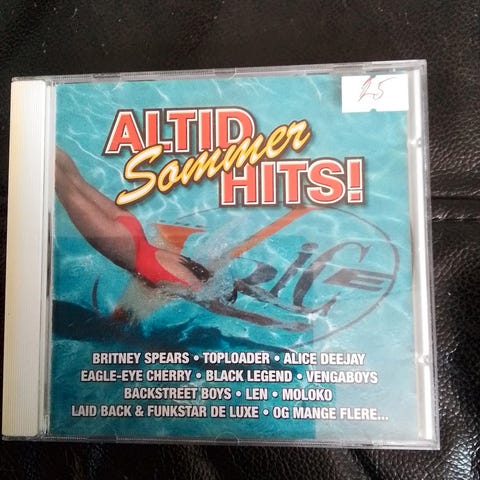 25
ALTID
Sommer
HITS!
BRITNEY SPEARS • TOPLOADER • ALICE DEEJAY
EAGLE-EYE CHERRY • BLACK LEGEND • VENGABOYS
BACKSTREET BOYS • LEN • MOLOKO
LAID BACK & FUNKSTAR DE LUXE • OG MANGE FLERE...